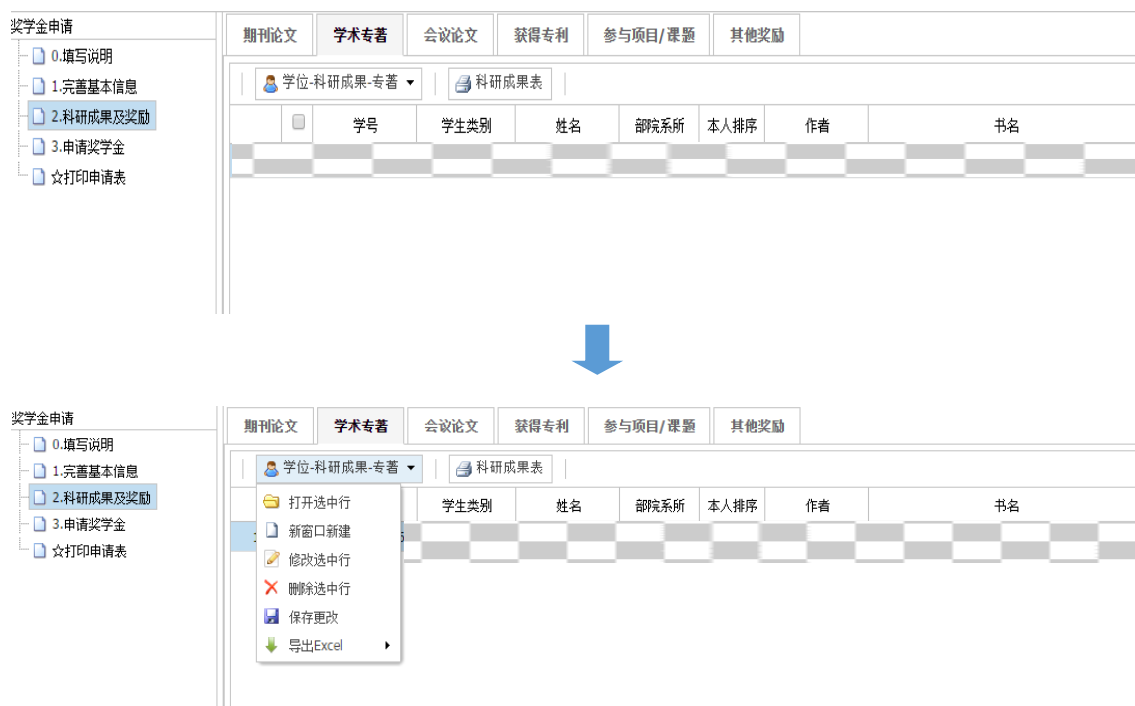 奖学金申请
0.填写说明
1.完善基本信息
2.科研成果及奖励
3.申请奖学金
☆打印申请表
期刊论文 学术专著 会议论文 获得专利 参与项目/课题 其他奖励
学位-科研成果-专著 科研成果表
学号 学生类别 姓名 部院系所 本人排序 作者 书名
奖学金申请
0.填写说明
1.完善基本信息
2.科研成果及奖励
3.申请奖学金
☆打印申请表
期刊论文 学术专著 会议论文 获得专利 参与项目/课题 其他奖励
学位-科研成果-专著 科研成果表
学生类别 姓名 部院系所 本人排序 作者 书名
打开选中行
新窗口新建
修改选中行
删除选中行
保存更改
导出Excel